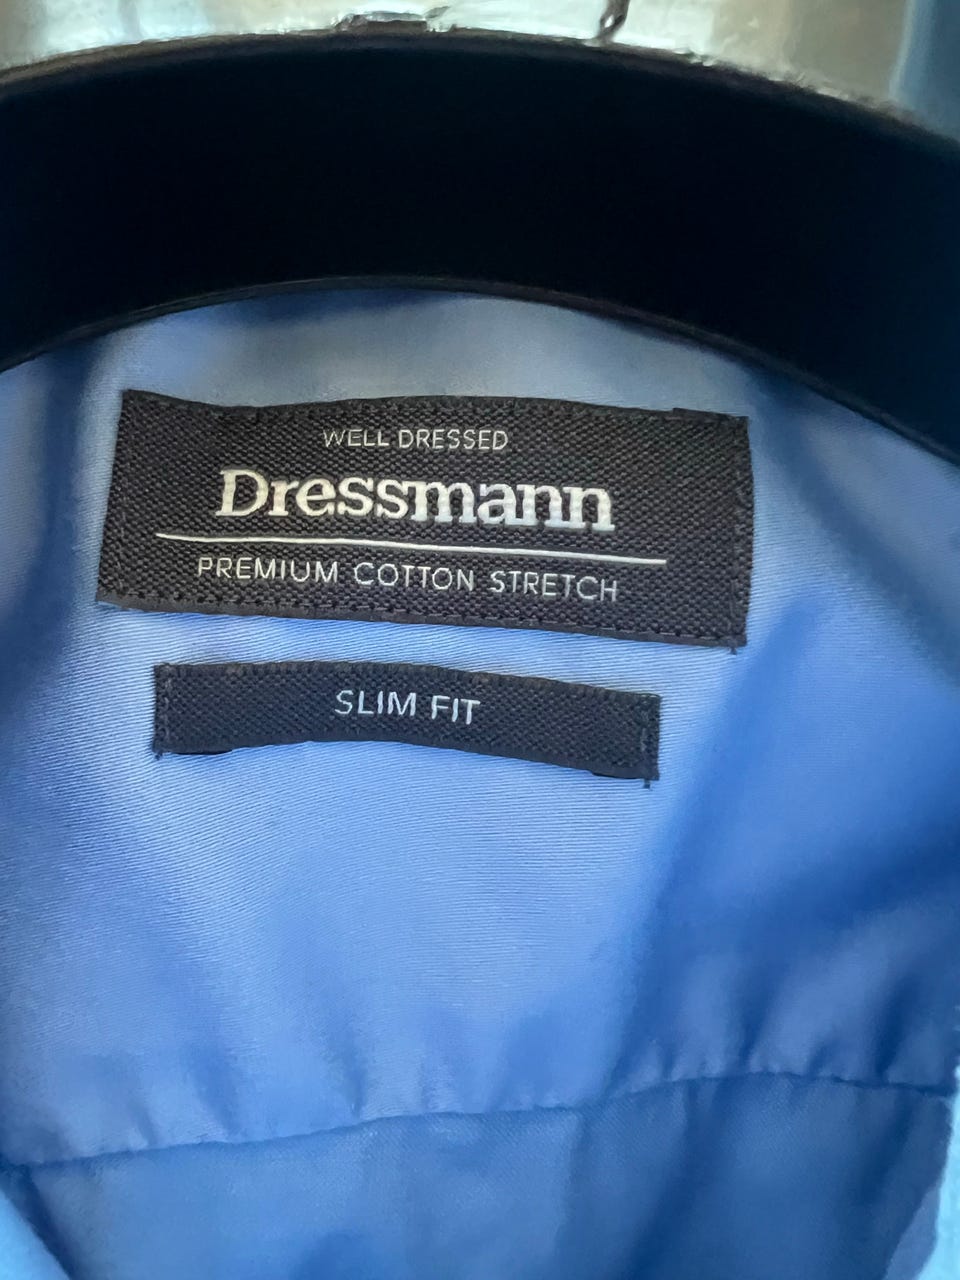 WELL DRESSED
Dressmann
PREMIUM COTTON STRETCH
SLIM FIT